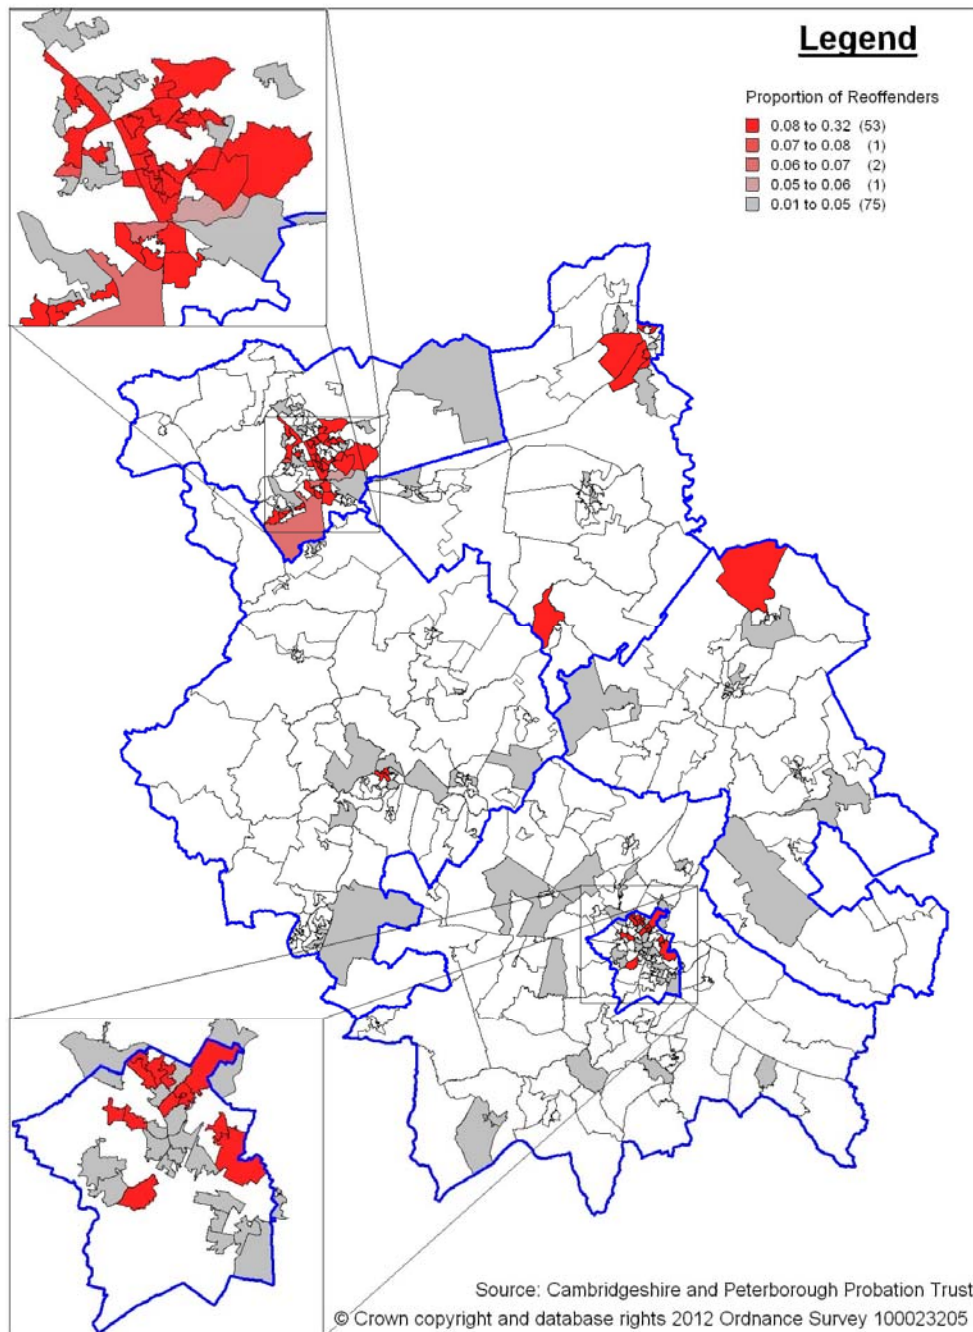 Legend
Proportion of Reoffenders
0.08 to 0.32 (53)
0.07 to 0.08 (1)
0.06 to 0.07 (2)
0.05 to 0.06 (1)
0.01 to 0.05 (75)
Source: Cambridgeshire and Peterborough Probation Trust
© Crown copyright and database rights 2012 Ordnance Survey 100023205